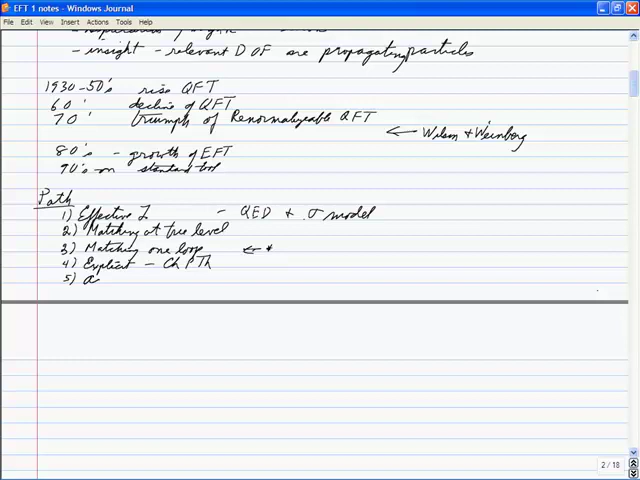 EFT 1 notes - Windows Journal
File Edit View Insert Actions Tools Help
- insight - relevant DOF are propagating particles
1930-50's rise QFT
60' decline of QFT
70' triumph of Renormalizeable QFT
← Wilson + Weinberg
80's - growth of EFT
90's on standard tool
Path
1) Effective L - QED + σ model
2) Matching at tree level
3) Matching one loop ← *
4) Explicit - Ch PTh
5) a
2 / 18